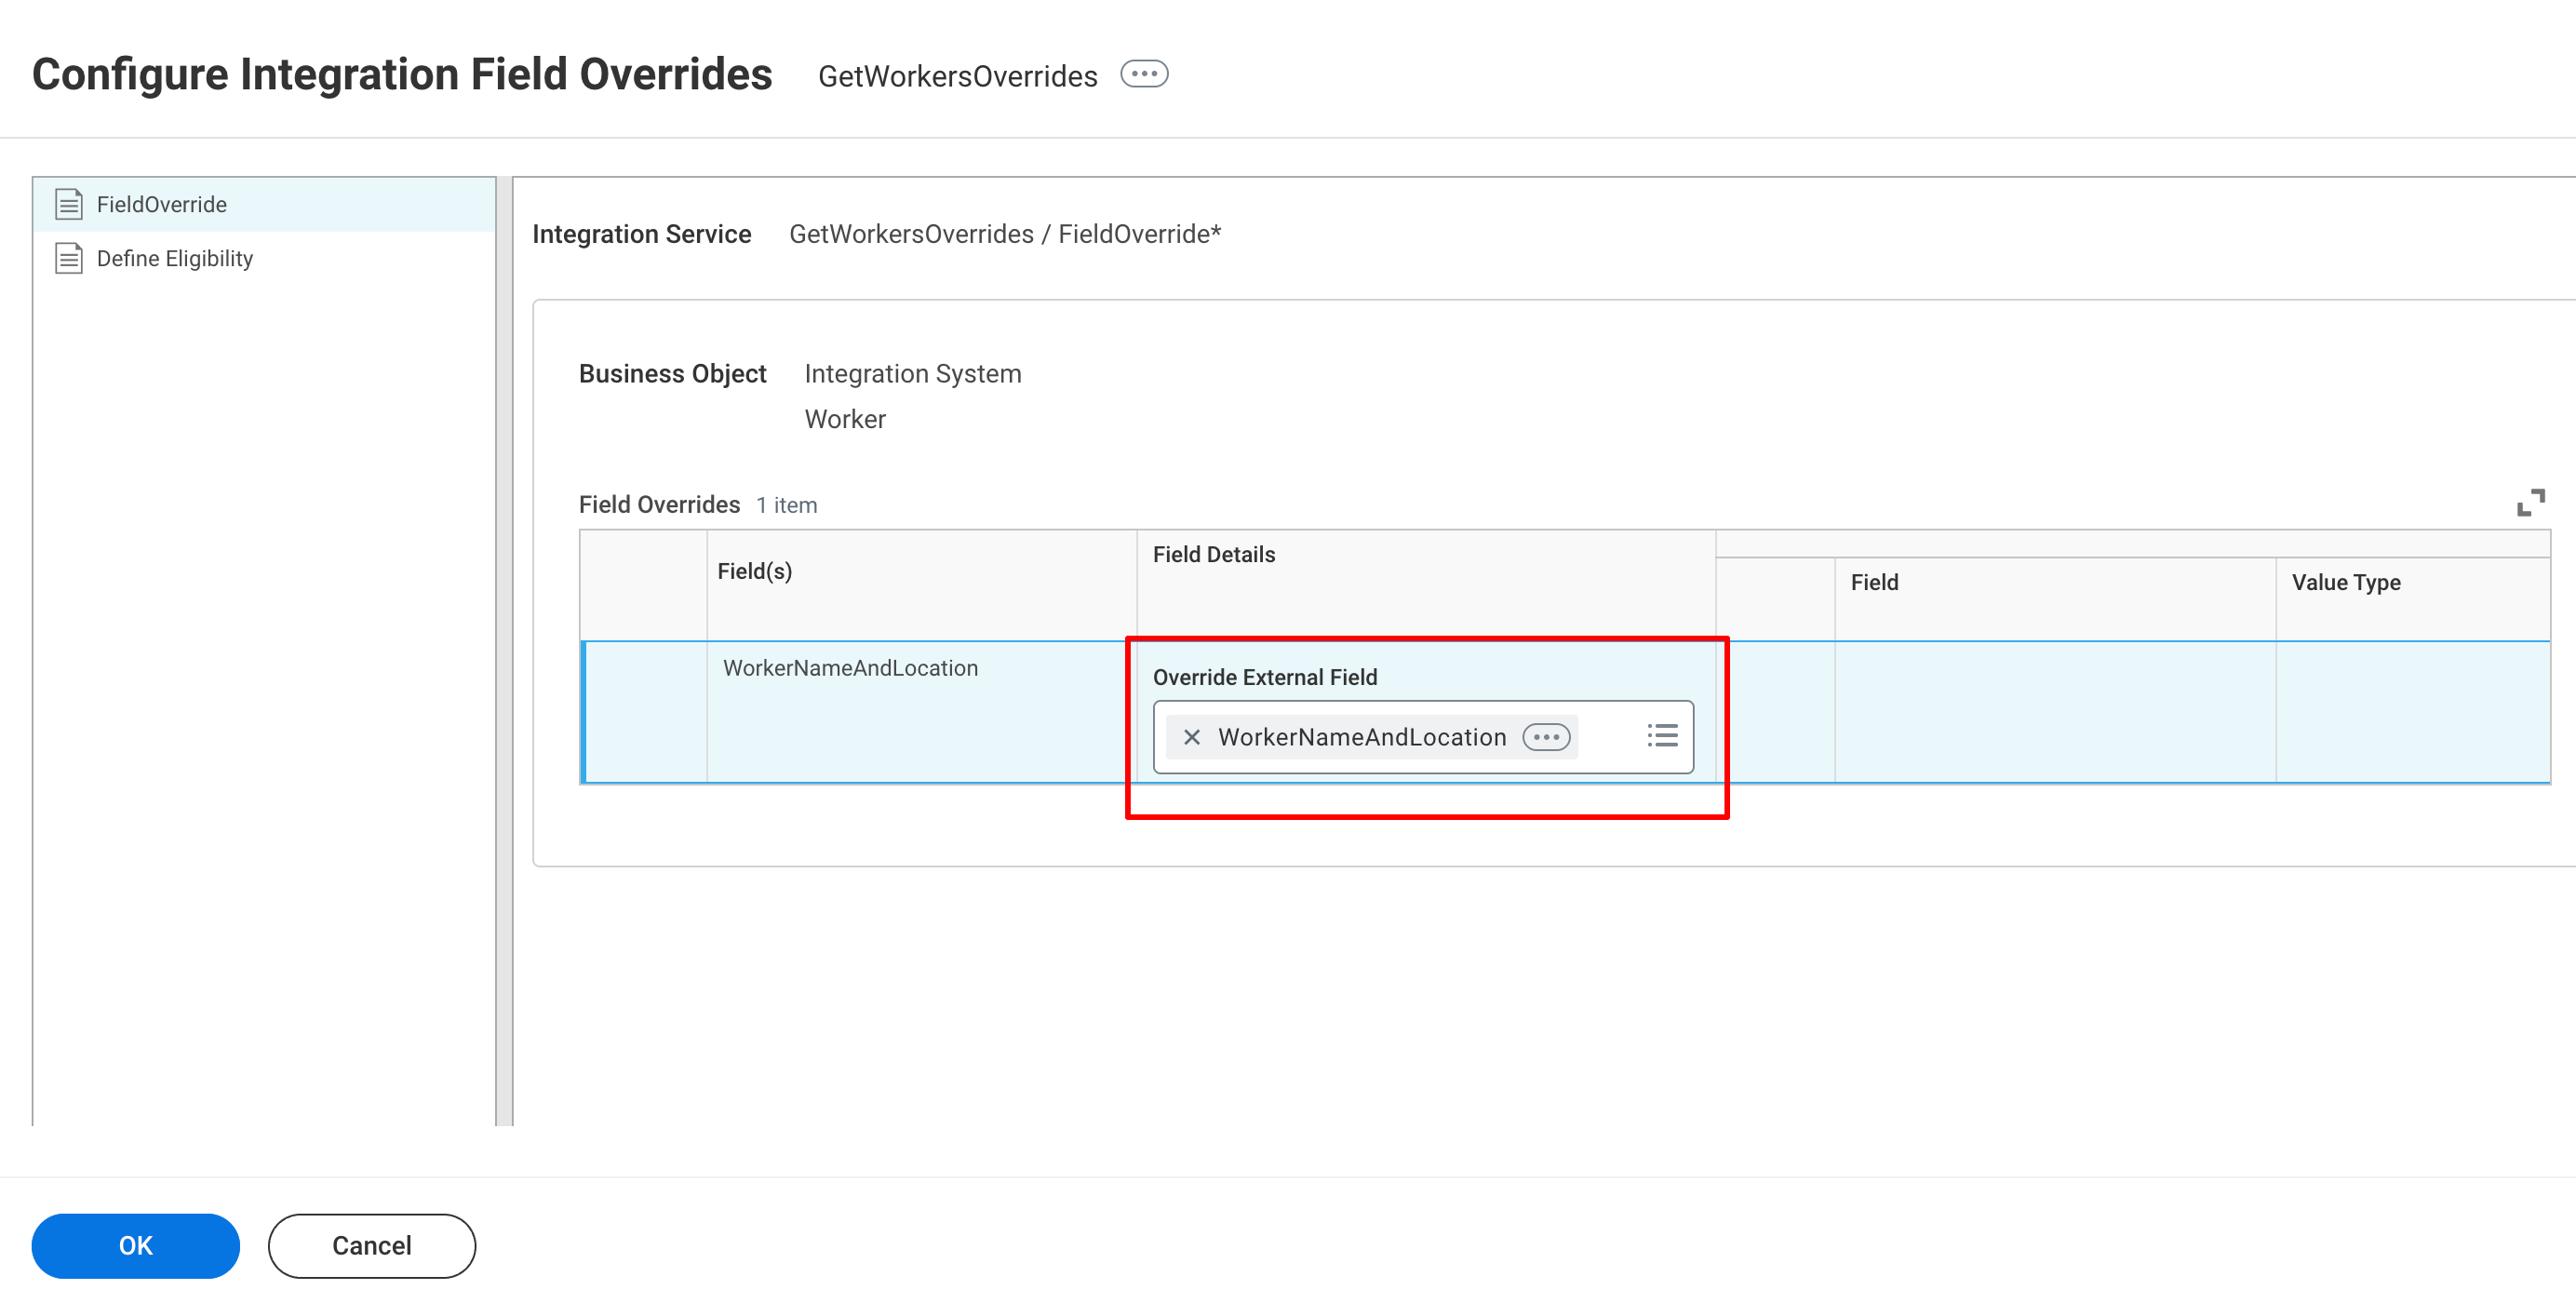 Configure Integration Field Overrides GetWorkersOverrides
FieldOverride
Define Eligibility
Integration Service GetWorkersOverrides / FieldOverride*
Business Object Integration System
Worker
Field Overrides 1 item
Field(s) Field Details Field Value Type
WorkerNameAndLocation
Override External Field
WorkerNameAndLocation
OK Cancel